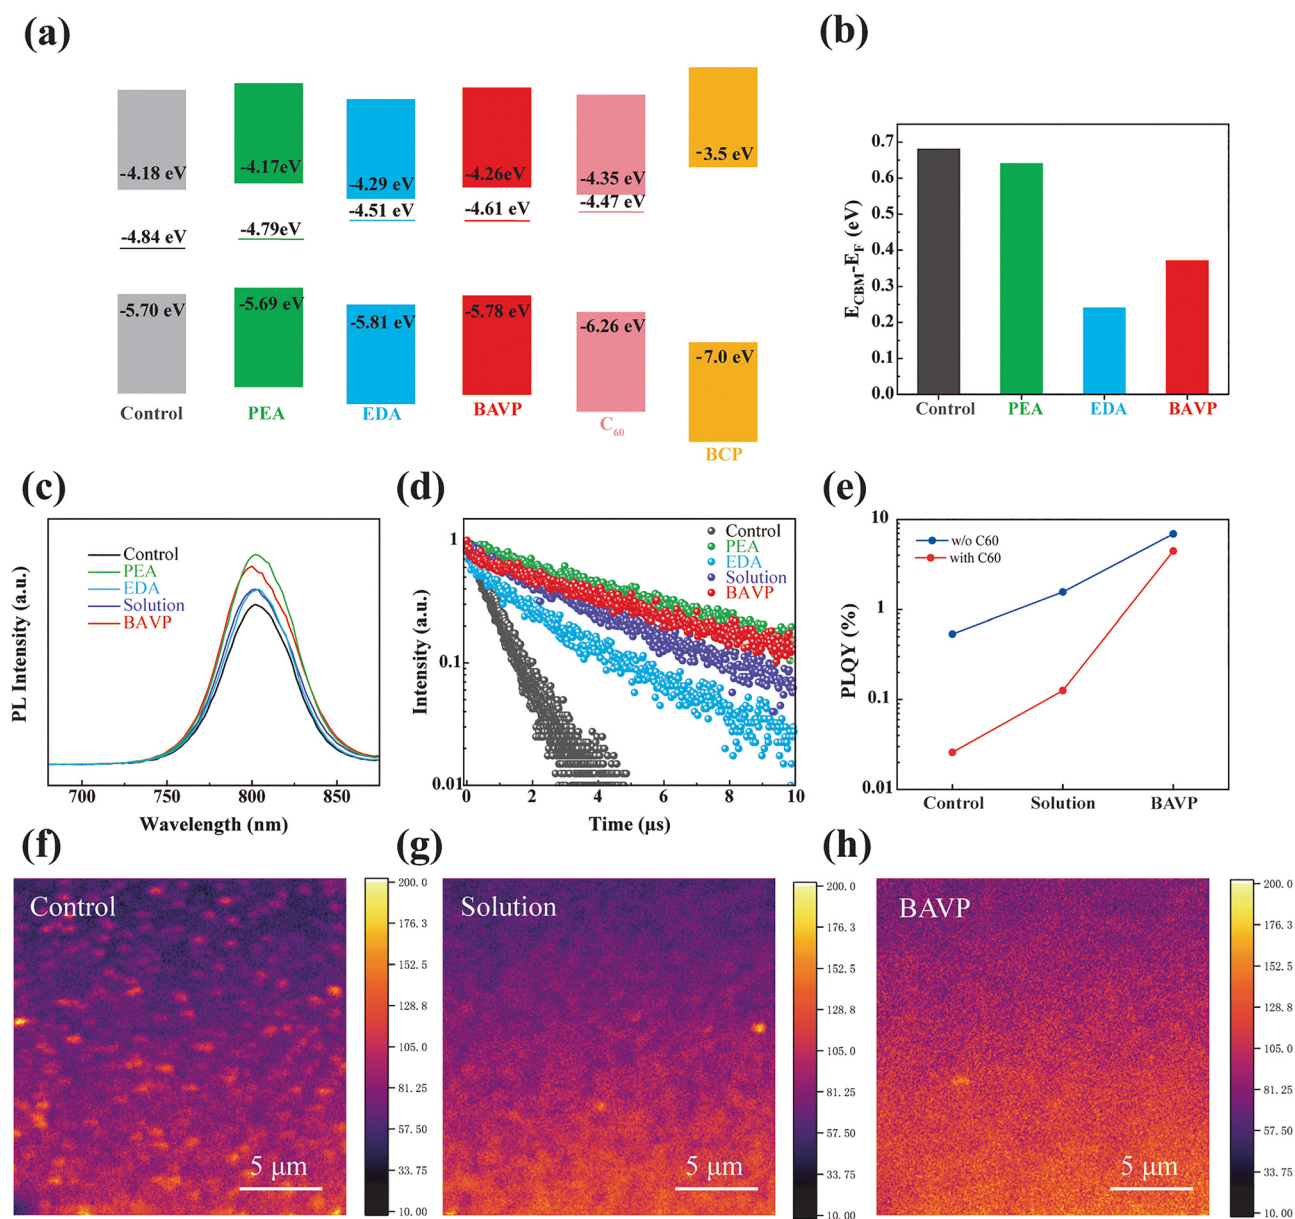 (a)
-4.18 eV
-4.84 eV
-5.70 eV
Control
-4.17eV
-4.79eV
-5.69 eV
PEA
-4.29 eV
-4.51 eV
-5.81 eV
EDA
-4.26eV
-4.61 eV
-5.78 eV
BAVP
-4.35 eV
-4.47 eV
-6.26 eV
C60
-3.5 eV
-7.0 eV
BCP
(b)
ECBM-EF (eV)
0.7
0.6
0.5
0.4
0.3
0.2
0.1
0.0
Control
PEA
EDA
BAVP
(c)
PL Intensity (a.u.)
Control
PEA
EDA
Solution
BAVP
700
750
800
850
Wavelength (nm)
(d)
Intensity (a.u.)
1
0.1
0.01
Control
PEA
EDA
Solution
BAVP
0
2
4
6
8
10
Time (μs)
(e)
PLQY (%)
10
1
0.1
0.01
w/o C60
with C60
Control
Solution
BAVP
(f)
Control
5 μm
200.0
176.3
152.5
128.8
105.0
81.25
57.50
33.75
10.00
(g)
Solution
5 μm
200.0
176.3
152.5
128.8
105.0
81.25
57.50
33.75
10.00
(h)
BAVP
5 μm
200.0
176.3
152.5
128.8
105.0
81.25
57.50
33.75
10.00